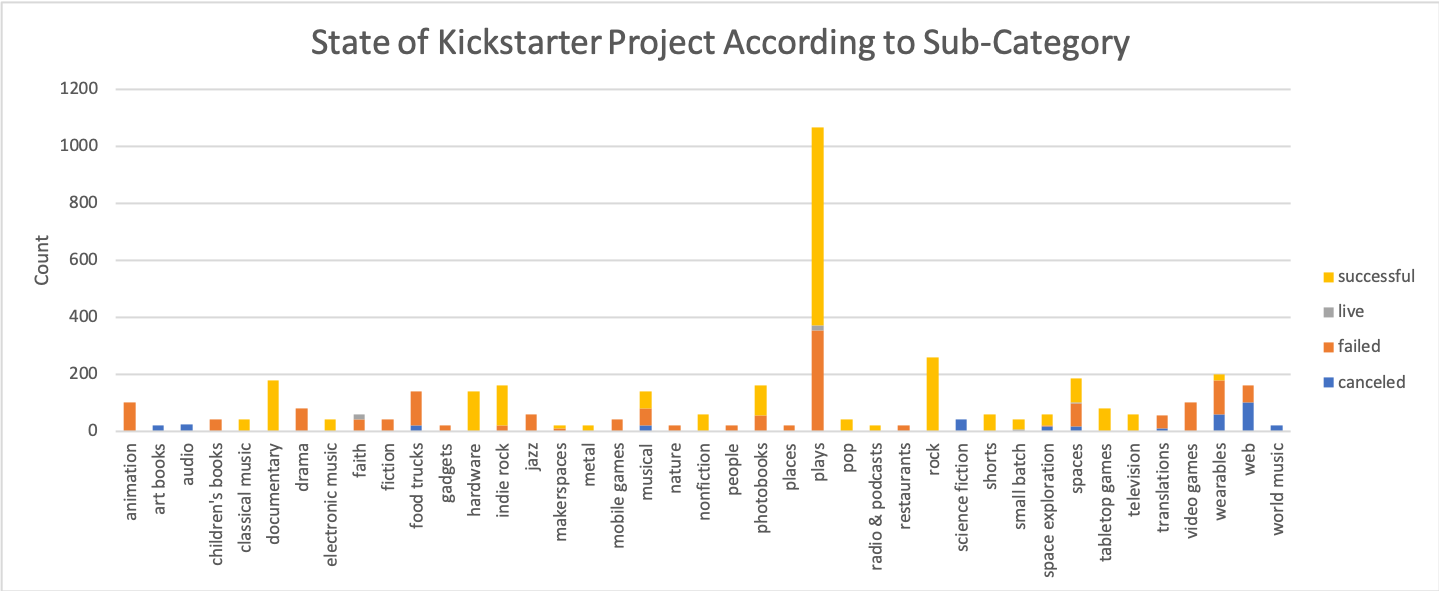 State of Kickstarter Project According to Sub-Category
1200
1000
800
600
400
200
0
Count
animation
art books
audio
children's books
classical music
documentary
drama
electronic music
faith
fiction
food trucks
gadgets
hardware
indie rock
jazz
makerspaces
metal
mobile games
musical
nature
nonfiction
people
photobooks
places
plays
pop
radio & podcasts
restaurants
rock
science fiction
shorts
small batch
space exploration
spaces
tabletop games
television
translations
video games
wearables
web
world music
successful
live
failed
canceled